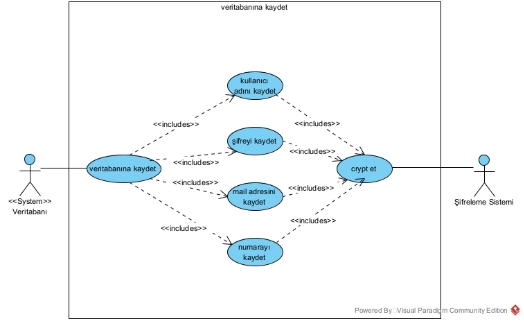 veritabanına kaydet
kullanıcı
adını kaydet
<<includes>>
<<includes>>
<<includes>>
şifreyi kaydet
<<includes>>
<<includes>>
veritabanına kaydet
crypt et
<<includes>>
mail adresini
kaydet
<<includes>>
<<System>>
Veritabanı
Şifreleme Sistemi
<<includes>>
<<includes>>
numarayı
kaydet
Powered By: Visual Paradigm Community Edition